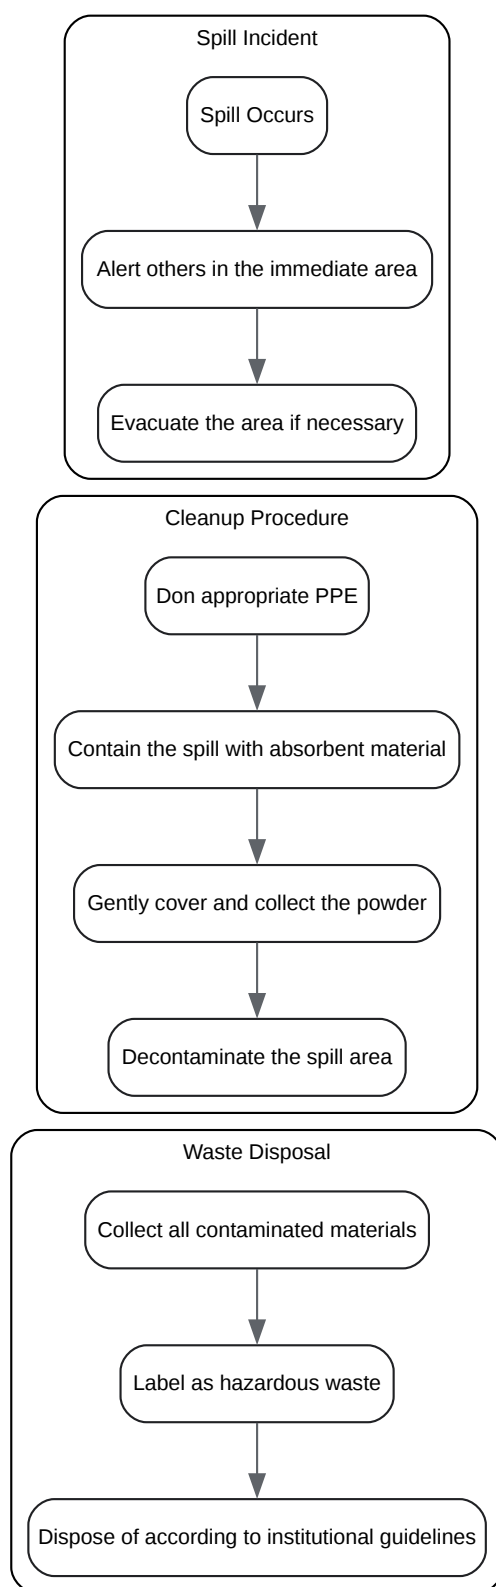 Spill Incident
Spill Occurs
Alert others in the immediate area
Evacuate the area if necessary
Cleanup Procedure
Don appropriate PPE
Contain the spill with absorbent material
Gently cover and collect the powder
Decontaminate the spill area
Waste Disposal
Collect all contaminated materials
Label as hazardous waste
Dispose of according to institutional guidelines